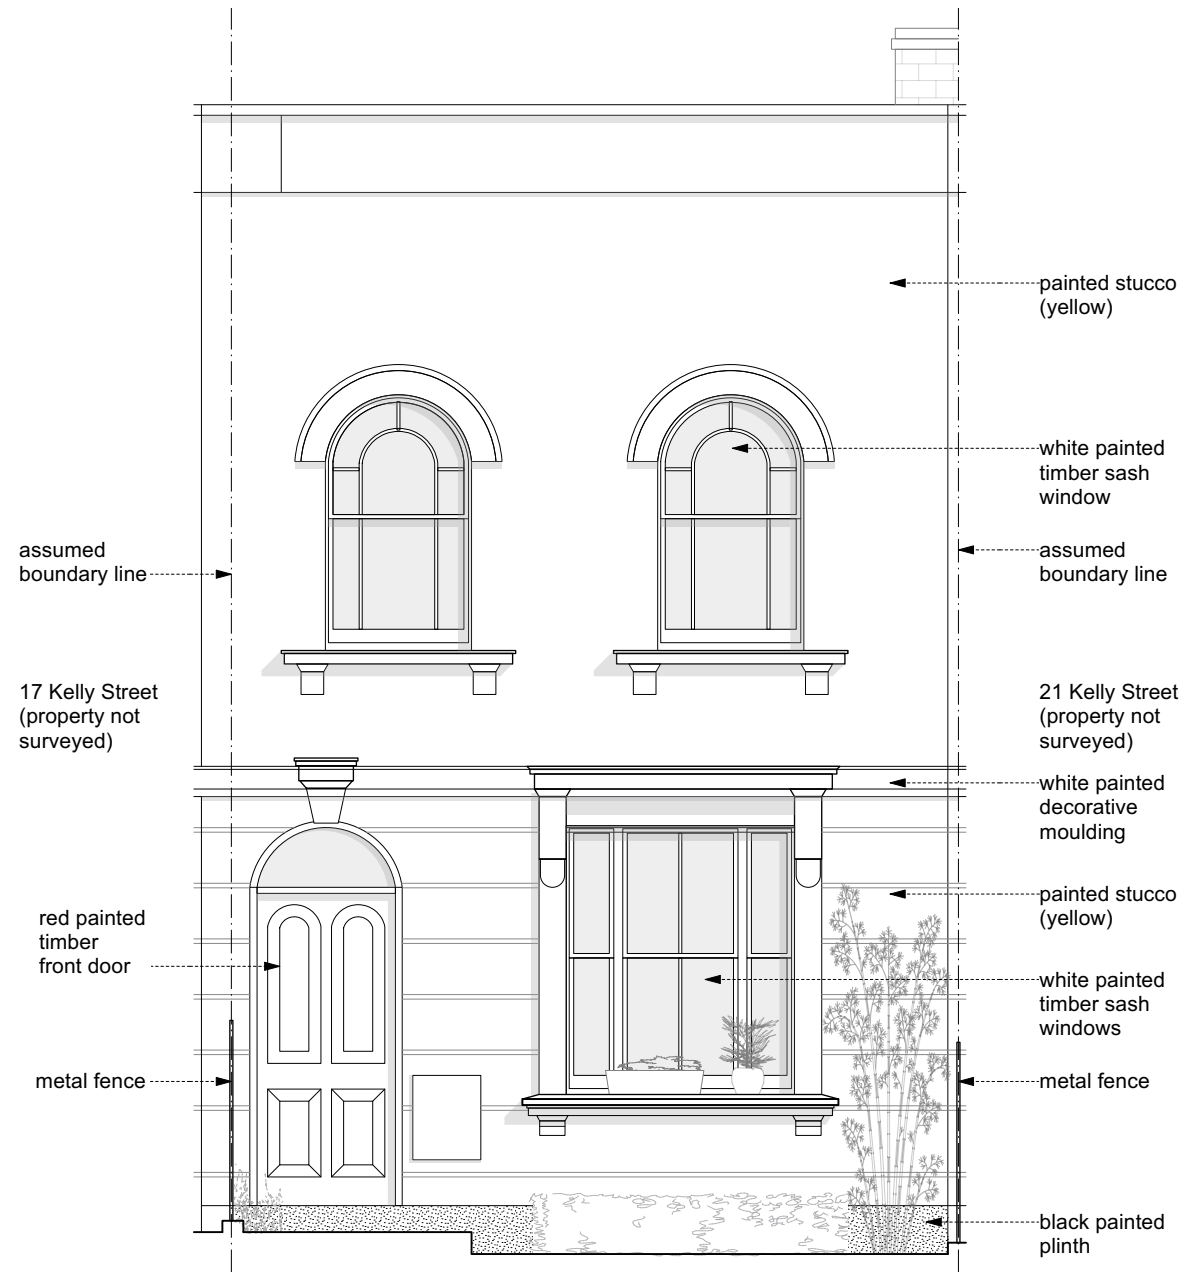 painted stucco
(yellow)
white painted
timber sash
window
assumed
boundary line
assumed
boundary line
17 Kelly Street
(property not
surveyed)
21 Kelly Street
(property not
surveyed)
white painted
decorative
moulding
painted stucco
(yellow)
red painted
timber
front door
white painted
timber sash
windows
metal fence
metal fence
black painted
plinth